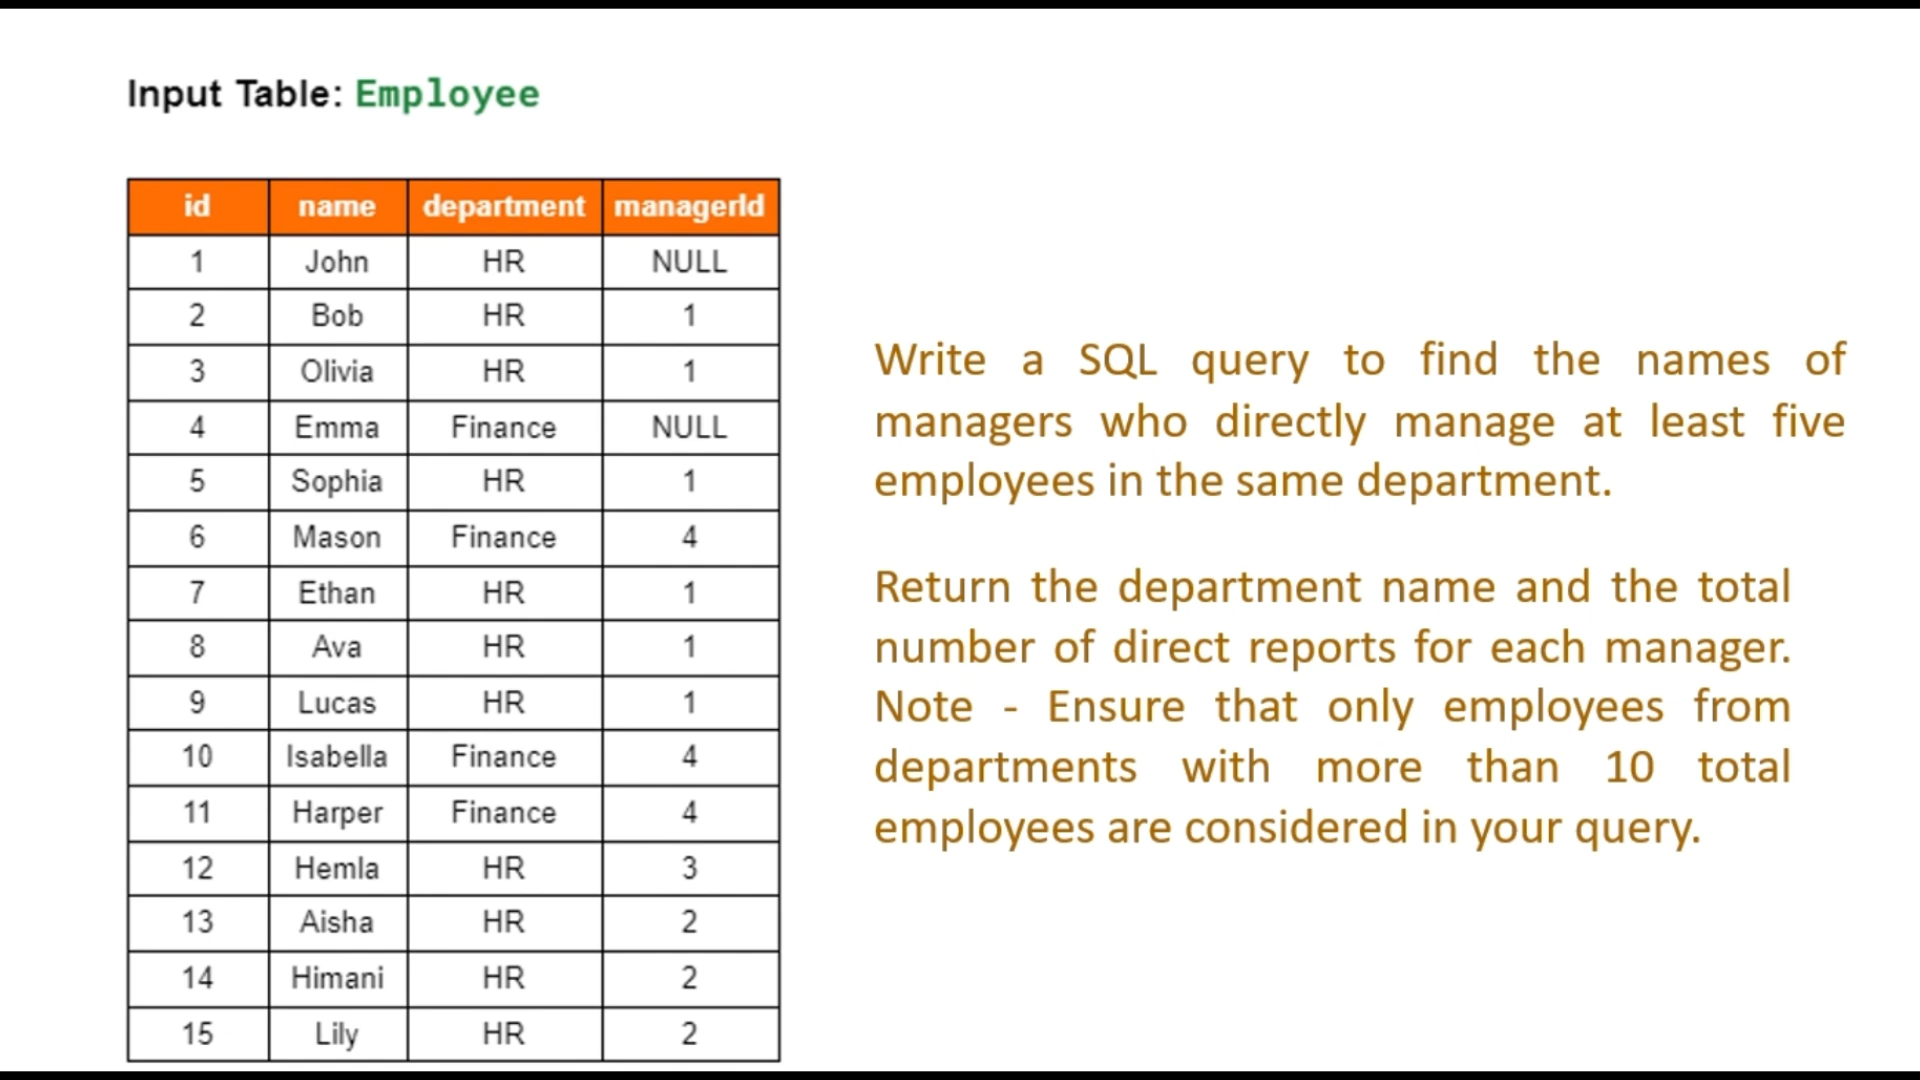 Input Table: Employee
id name department managerId
1 John HR NULL
2 Bob HR 1
3 Olivia HR 1
4 Emma Finance NULL
5 Sophia HR 1
6 Mason Finance 4
7 Ethan HR 1
8 Ava HR 1
9 Lucas HR 1
10 Isabella Finance 4
11 Harper Finance 4
12 Hemla HR 3
13 Aisha HR 2
14 Himani HR 2
15 Lily HR 2
Write a SQL query to find the names of
managers who directly manage at least five
employees in the same department.
Return the department name and the total
number of direct reports for each manager.
Note - Ensure that only employees from
departments with more than 10 total
employees are considered in your query.